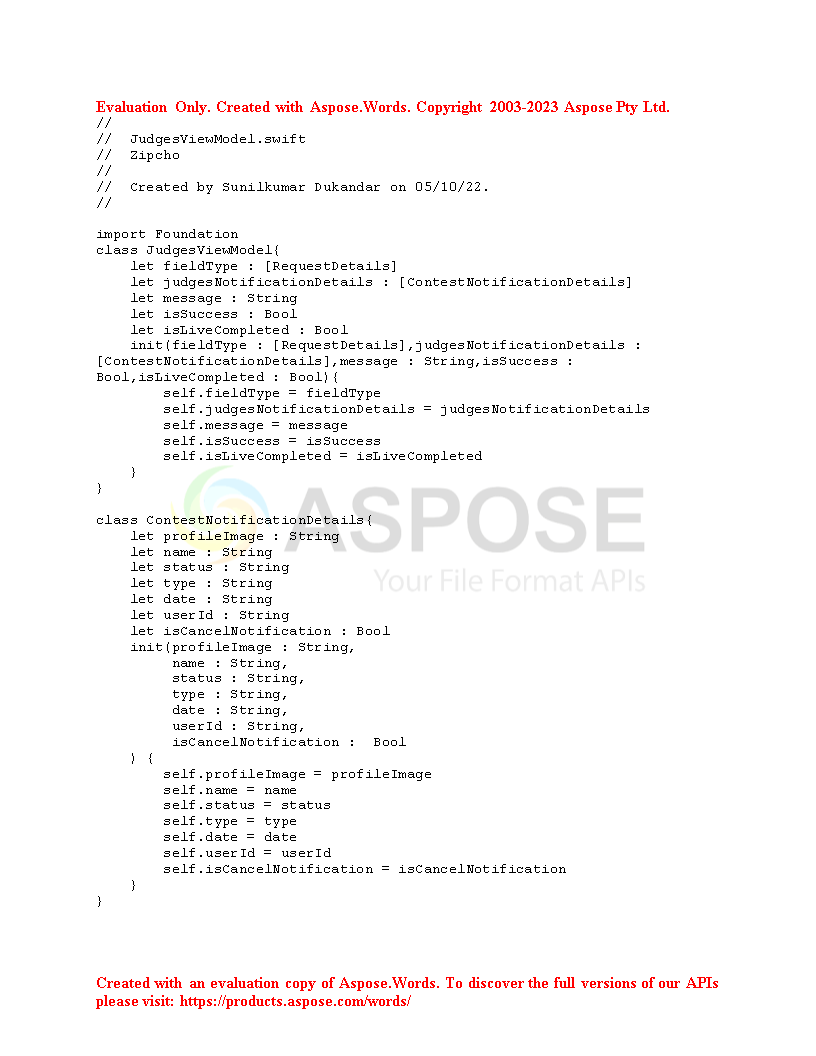 Evaluation Only. Created with Aspose.Words. Copyright 2003-2023 Aspose Pty Ltd.
//
//  JudgesViewModel.swift
//  Zipcho
//
//  Created by Sunilkumar Dukandar on 05/10/22.
//

import Foundation
class JudgesViewModel{
    let fieldType : [RequestDetails]
    let judgesNotificationDetails : [ContestNotificationDetails]
    let message : String
    let isSuccess : Bool
    let isLiveCompleted : Bool
    init(fieldType : [RequestDetails],judgesNotificationDetails :
[ContestNotificationDetails],message : String,isSuccess :
Bool,isLiveCompleted : Bool){
        self.fieldType = fieldType
        self.judgesNotificationDetails = judgesNotificationDetails
        self.message = message
        self.isSuccess = isSuccess
        self.isLiveCompleted = isLiveCompleted
    }
}
ASPOSE
Your File Format APIs

class ContestNotificationDetails{
    let profileImage : String
    let name : String
    let status : String
    let type : String
    let date : String
    let userId : String
    let isCancelNotification : Bool
    init(profileImage : String,
         name : String,
         status : String,
         type : String,
         date : String,
         userId : String,
         isCancelNotification :  Bool
    ) {
        self.profileImage = profileImage
        self.name = name
        self.status = status
        self.type = type
        self.date = date
        self.userId = userId
        self.isCancelNotification = isCancelNotification
    }
}

Created with an evaluation copy of Aspose.Words. To discover the full versions of our APIs
please visit: https://products.aspose.com/words/